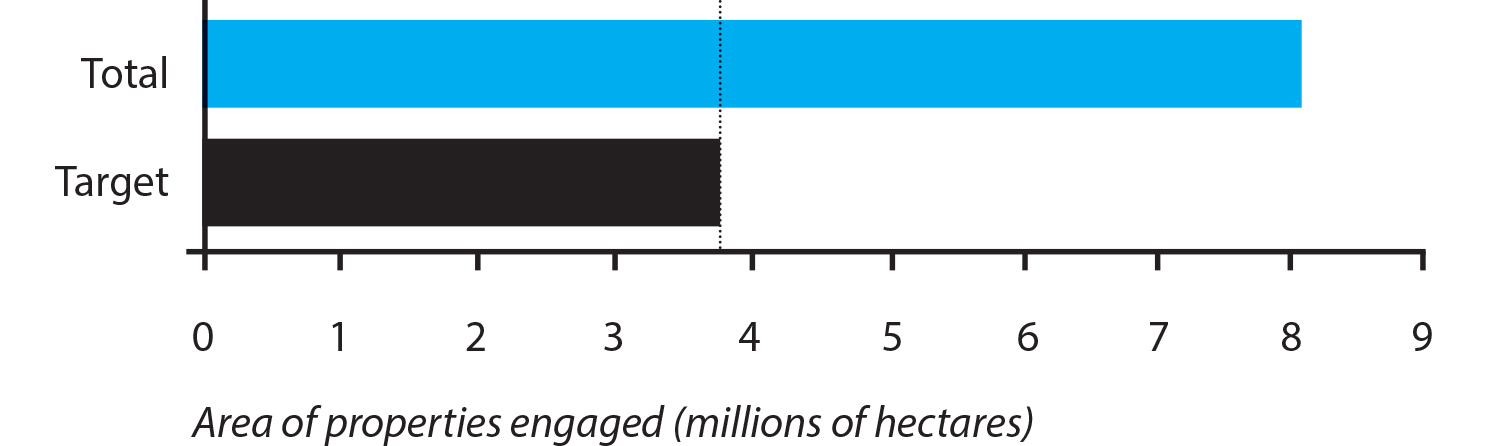 Total
Target
0 1 2 3 4 5 6 7 8 9
Area of properties engaged (millions of hectares)